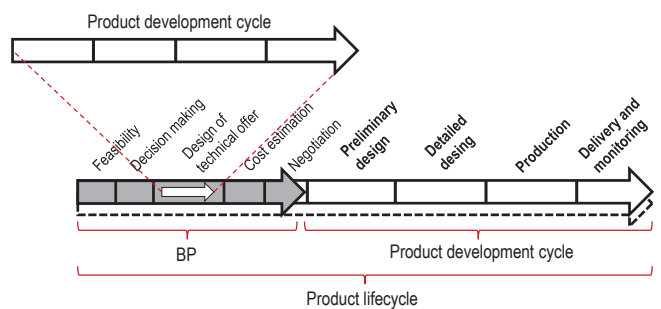 Product development cycle
Feasibility
Decision making
Design of
technical offer
Cost estimation
Negotiation
Preliminary
design
Detailed
desing
Production
Delivery and
monitoring
BP
Product development cycle
Product lifecycle